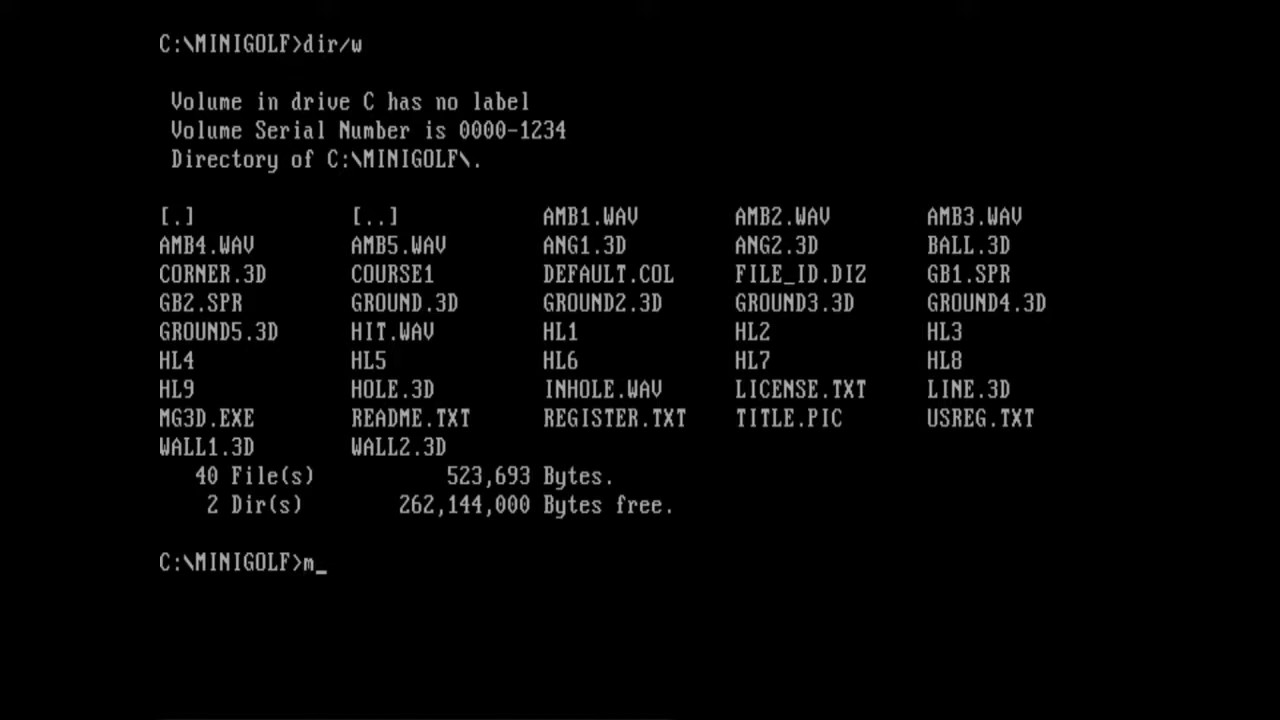 C:\MINIGOLF>dir/w
Volume in drive C has no label
Volume Serial Number is 0000-1234
Directory of C:\MINIGOLF\.
[.] [..] AMB1.WAV AMB2.WAV AMB3.WAV
AMB4.WAV AMB5.WAV ANG1.3D ANG2.3D BALL.3D
CORNER.3D COURSE1 DEFAULT.COL FILE_ID.DIZ GB1.SPR
GB2.SPR GROUND.3D GROUND2.3D GROUND3.3D GROUND4.3D
GROUND5.3D HIT.WAV HL1 HL2 HL3
HL4 HL5 HL6 HL7 HL8
HL9 HOLE.3D INHOLE.WAV LICENSE.TXT LINE.3D
MG3D.EXE README.TXT REGISTER.TXT TITLE.PIC USREG.TXT
WALL1.3D WALL2.3D
40 File(s) 523,693 Bytes.
2 Dir(s) 262,144,000 Bytes free.
C:\MINIGOLF>m_